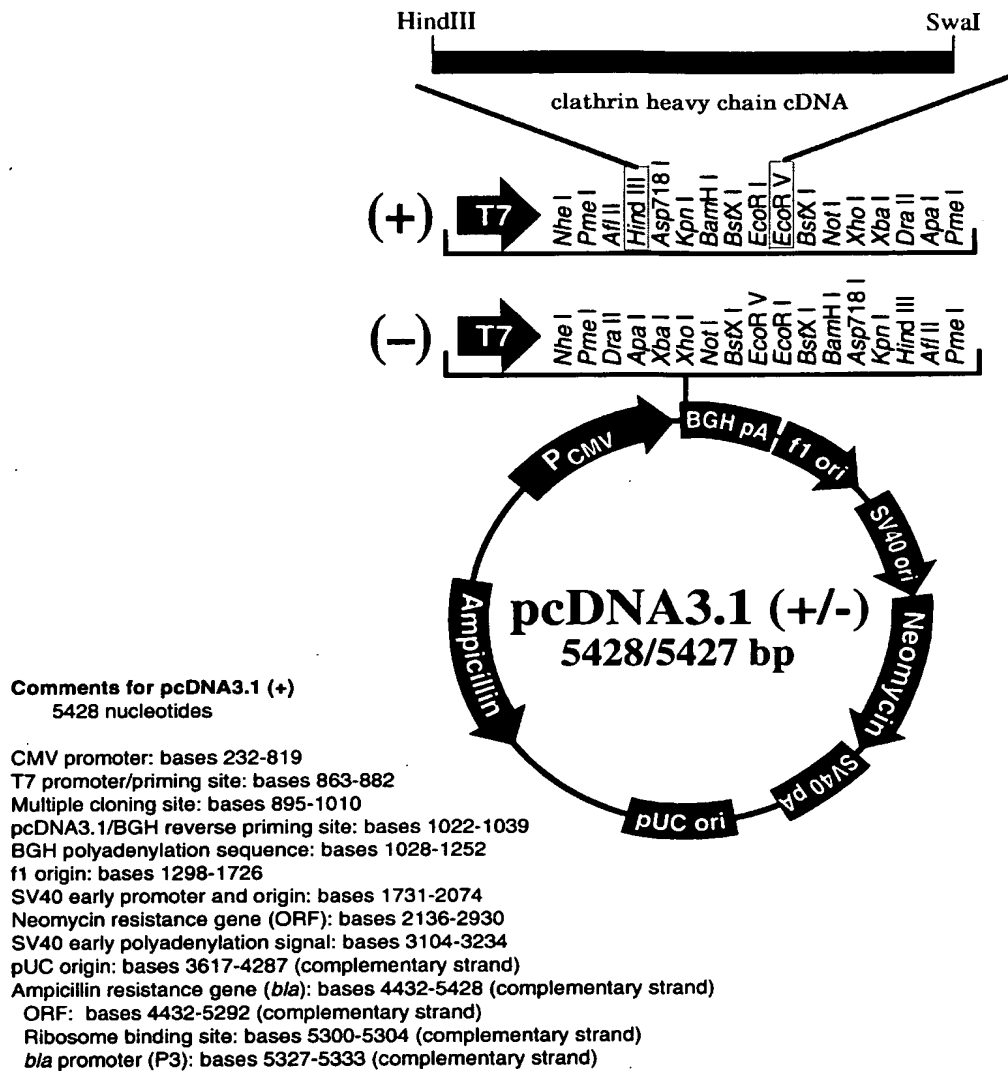 HindIII SwaI
clathrin heavy chain cDNA
(+) T7 Nhe I Pme I Afl II Hind III Asp718 I Kpn I BamH I BstX I EcoR I EcoR V BstX I Not I Xho I Xba I Dra II Apa I Pme I
(−) T7 Nhe I Pme I Dra II Apa I Xba I Xho I Not I BstX I EcoR V EcoR I BstX I BamH I Asp718 I Kpn I Hind III Afl II Pme I
P CMV
BGH pA
f1 ori
SV40 ori
Neomycin
SV40 pA
pUC ori
Ampicillin
pcDNA3.1 (+/-)
5428/5427 bp
Comments for pcDNA3.1 (+)
5428 nucleotides
CMV promoter: bases 232-819
T7 promoter/priming site: bases 863-882
Multiple cloning site: bases 895-1010
pcDNA3.1/BGH reverse priming site: bases 1022-1039
BGH polyadenylation sequence: bases 1028-1252
f1 origin: bases 1298-1726
SV40 early promoter and origin: bases 1731-2074
Neomycin resistance gene (ORF): bases 2136-2930
SV40 early polyadenylation signal: bases 3104-3234
pUC origin: bases 3617-4287 (complementary strand)
Ampicillin resistance gene (bla): bases 4432-5428 (complementary strand)
ORF: bases 4432-5292 (complementary strand)
Ribosome binding site: bases 5300-5304 (complementary strand)
bla promoter (P3): bases 5327-5333 (complementary strand)